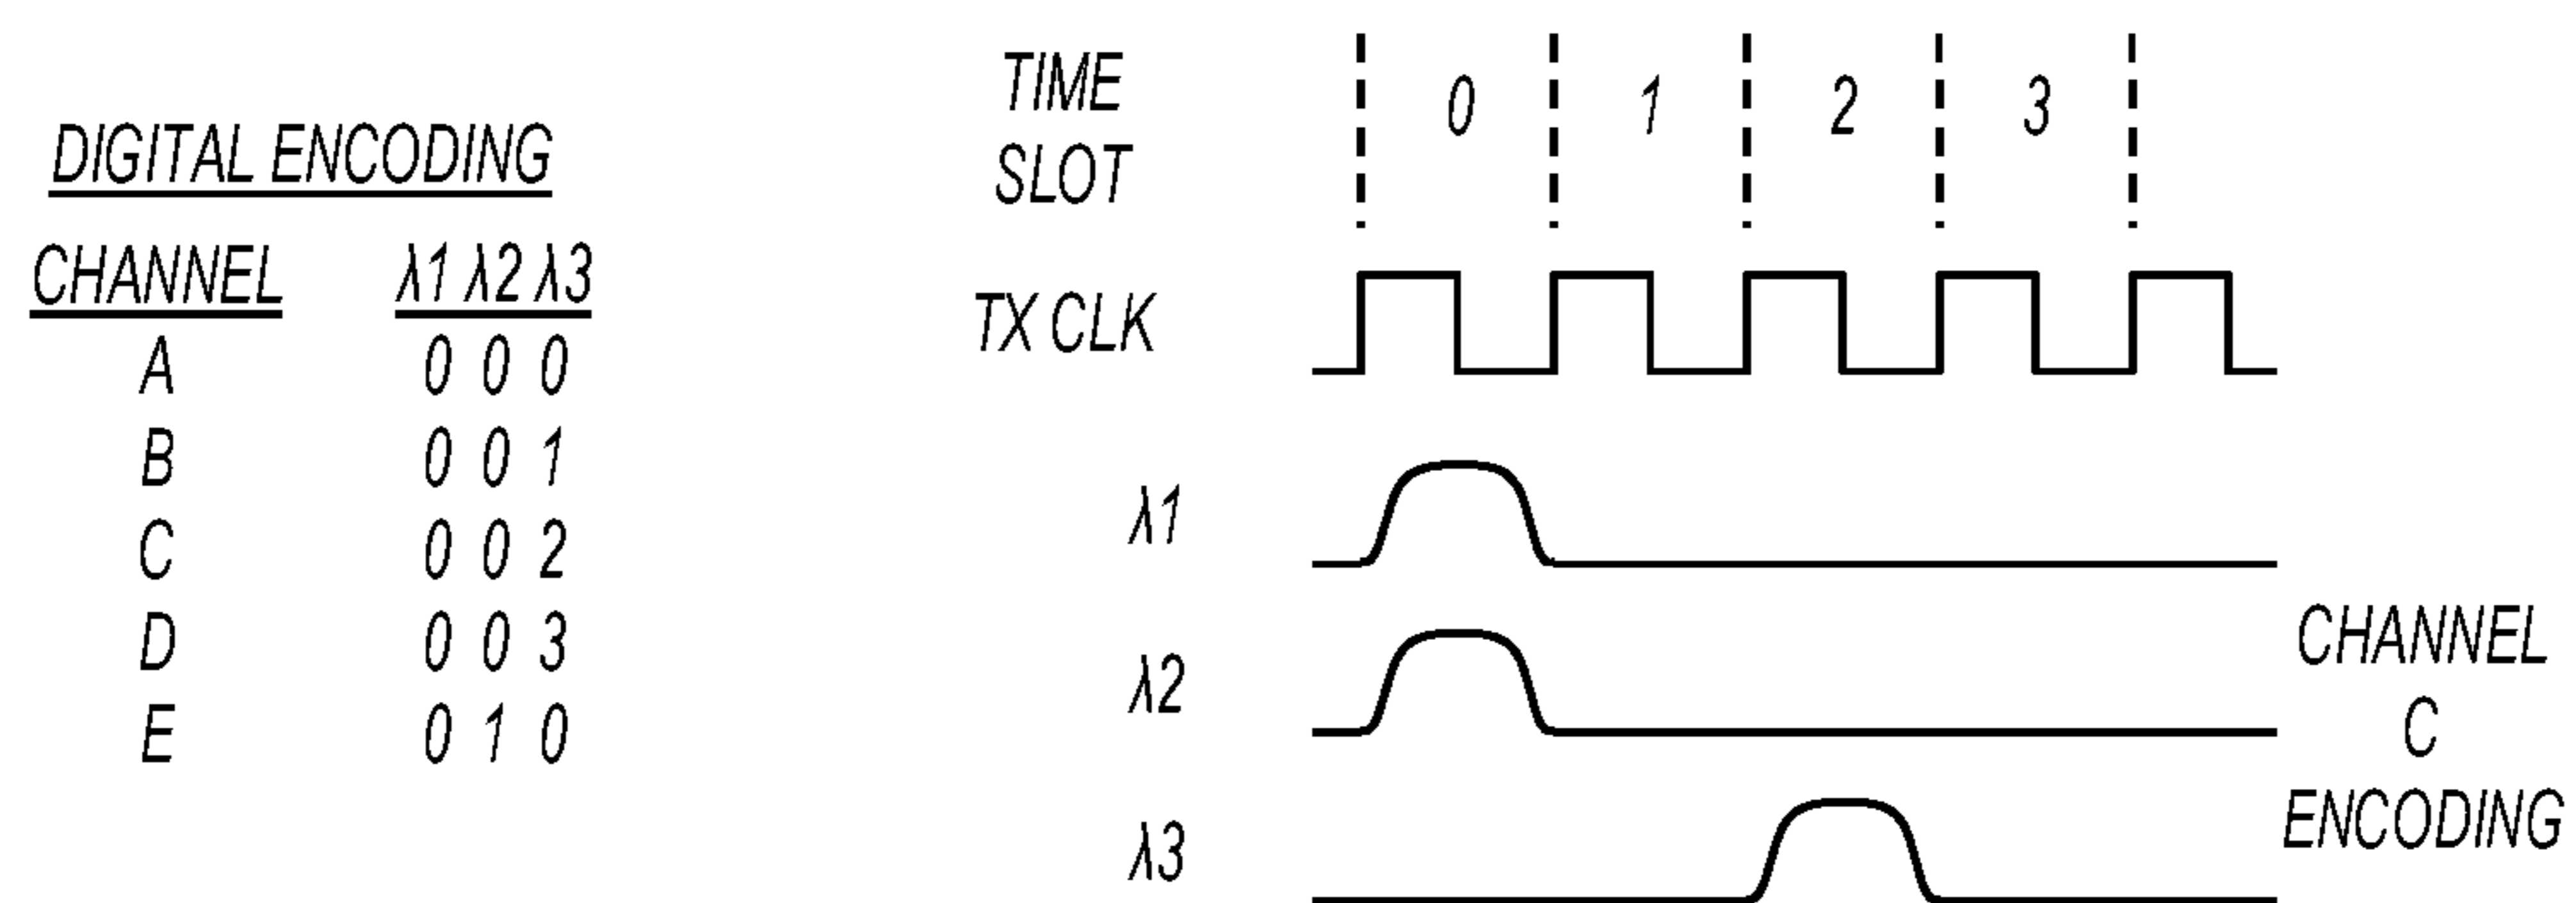 DIGITAL ENCODING
CHANNEL λ1 λ2 λ3
A 0 0 0
B 0 0 1
C 0 0 2
D 0 0 3
E 0 1 0
TIME
SLOT
0 1 2 3
TX CLK
λ1
λ2
λ3
CHANNEL
C
ENCODING